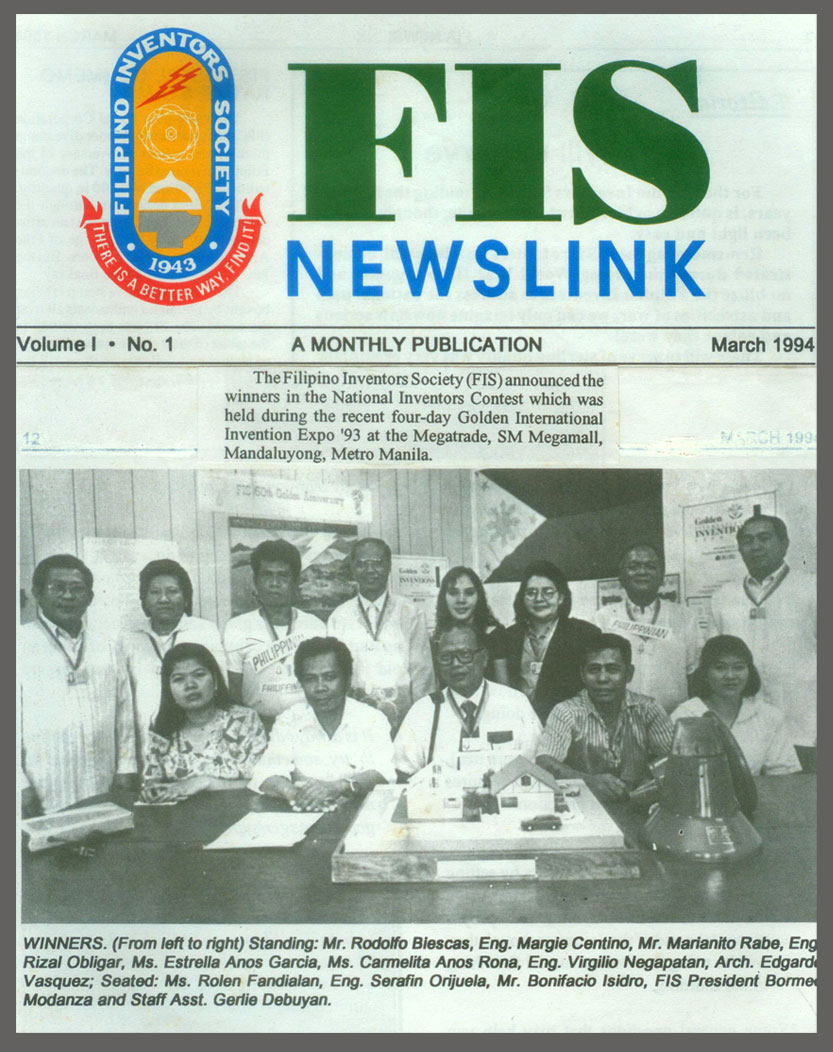 FILIPINO INVENTORS SOCIETY
• 1943 •
THERE IS A BETTER WAY, FIND IT!
FIS
NEWSLINK
Volume I • No. 1 A MONTHLY PUBLICATION March 1994
The Filipino Inventors Society (FIS) announced the
winners in the National Inventors Contest which was
held during the recent four-day Golden International
Invention Expo '93 at the Megatrade, SM Megamall,
Mandaluyong, Metro Manila.
12 MARCH 1994
FIS 50th Golden Anniversary
Golden
INVENTIONS
Golden
INVENTION
PHILIPPINE
PHILIPPIN
PHILIPPINIAN
WINNERS. (From left to right) Standing: Mr. Rodolfo Biescas, Eng. Margie Centino, Mr. Marianito Rabe, Eng
Rizal Obligar, Ms. Estrella Anos Garcia, Ms. Carmelita Anos Rona, Eng. Virgilio Negapatan, Arch. Edgardo
Vasquez; Seated: Ms. Rolen Fandialan, Eng. Serafin Orijuela, Mr. Bonifacio Isidro, FIS President Bormeo
Modanza and Staff Asst. Gerlie Debuyan.